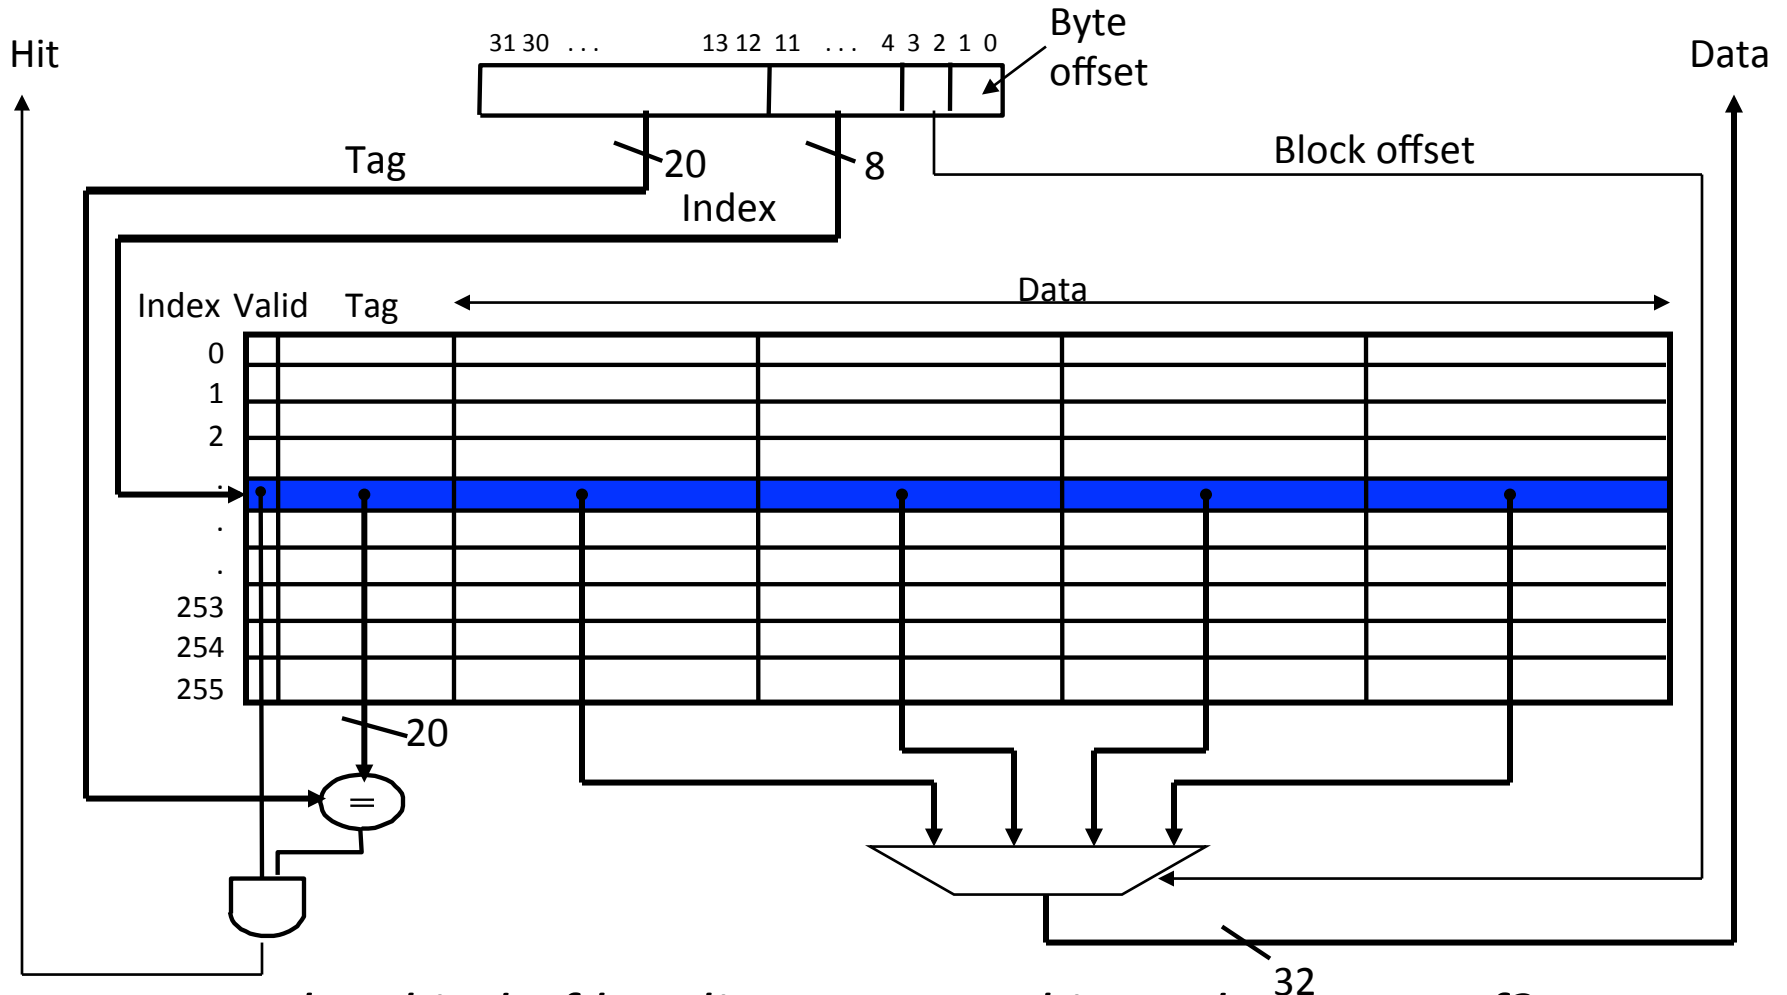 Hit
31 30 . . . 13 12 11 . . . 4 3 2 1 0
Byte
offset
Data
Tag
20
8
Block offset
Index
Index Valid Tag
Data
0
1
2
.
.
.
253
254
255
20
=
32